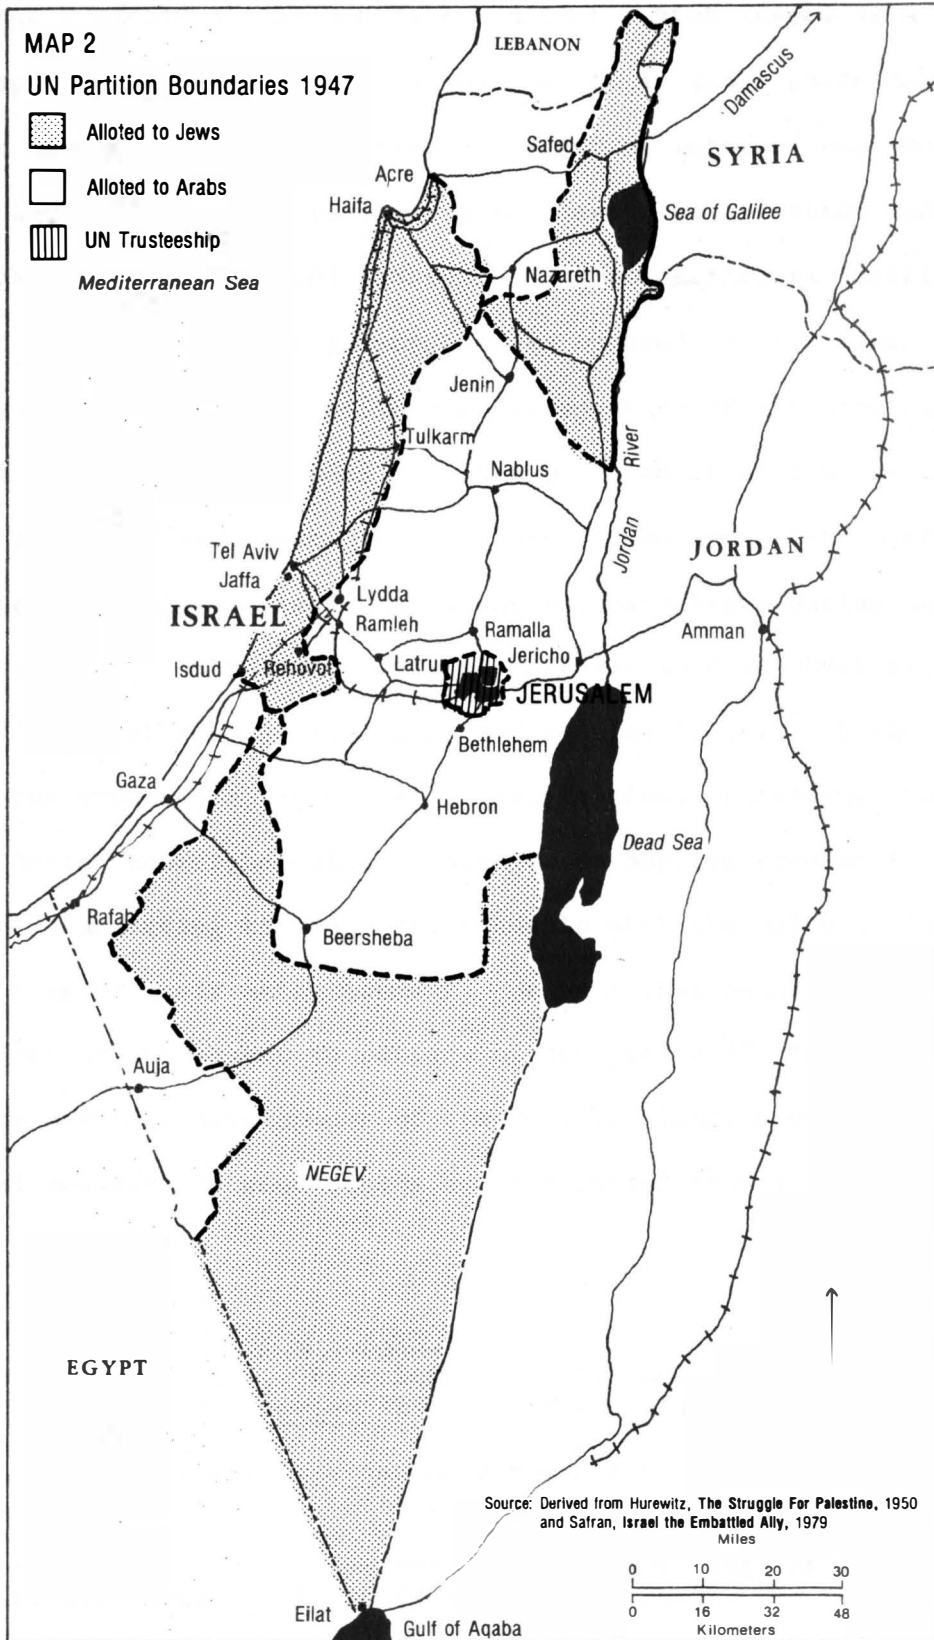 MAP 2
UN Partition Boundaries 1947
Alloted to Jews
Alloted to Arabs
UN Trusteeship
Mediterranean Sea
LEBANON
Damascus
SYRIA
Safed
Acre
Haifa
Sea of Galilee
Nazareth
Jenin
Tulkarm
Nablus
River
Jordan
Tel Aviv
Jaffa
JORDAN
ISRAEL
Lydda
Ramleh
Ramalla
Amman
Isdud
Rehovot
Latru
Jericho
JERUSALEM
Bethlehem
Gaza
Hebron
Dead Sea
Rafah
Beersheba
Auja
NEGEV
EGYPT
Source: Derived from Hurewitz, The Struggle For Palestine, 1950
and Safran, Israel the Embattled Ally, 1979
Miles
0 10 20 30
0 16 32 48
Kilometers
Eilat
Gulf of Aqaba